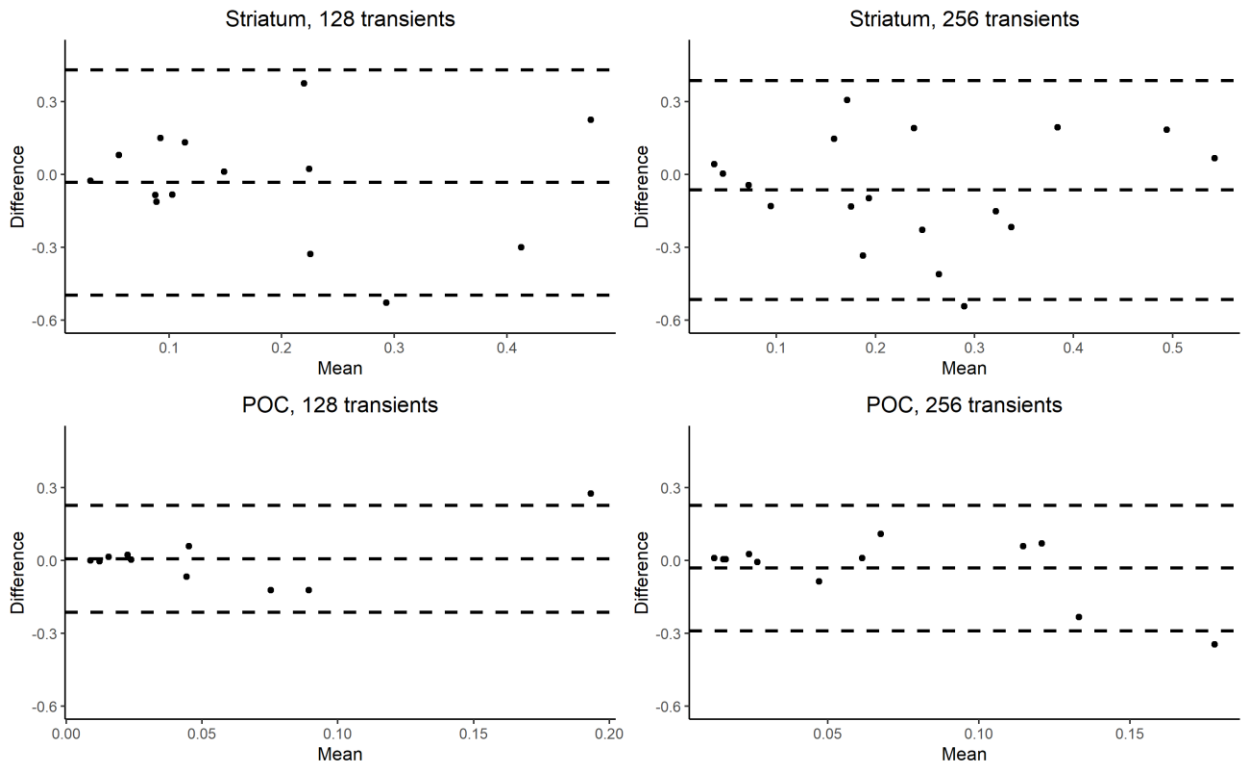 Striatum, 128 transients
0.3
0.0
-0.3
-0.6
Difference
0.1 0.2 0.3 0.4
Mean
Striatum, 256 transients
0.3
0.0
-0.3
-0.6
Difference
0.1 0.2 0.3 0.4 0.5
Mean
POC, 128 transients
0.3
0.0
-0.3
-0.6
Difference
0.00 0.05 0.10 0.15 0.20
Mean
POC, 256 transients
0.3
0.0
-0.3
-0.6
Difference
0.05 0.10 0.15
Mean